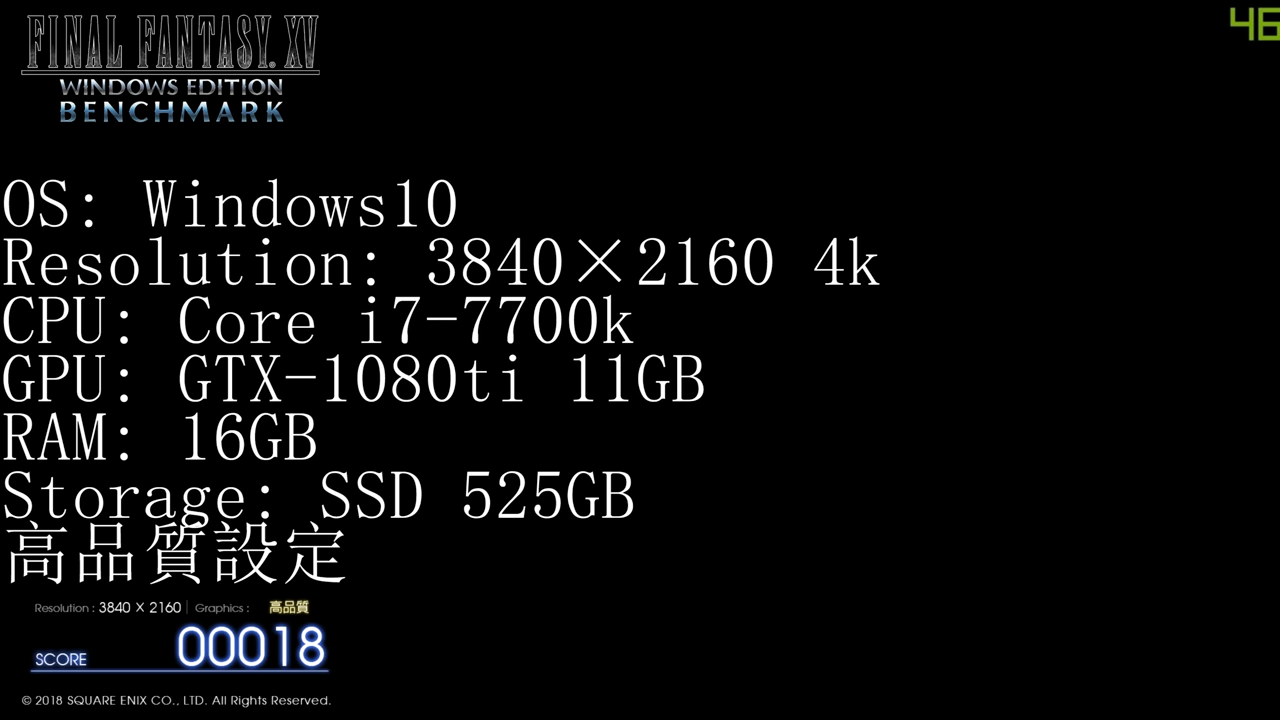 FINAL FANTASY. XV
46
WINDOWS EDITION
BENCHMARK
OS: Windows10
Resolution: 3840×2160 4k
CPU: Core i7-7700k
GPU: GTX-1080ti 11GB
RAM: 16GB
Storage: SSD 525GB
高品質設定
Resolution : 3840 X 2160 Graphics : 高品質
SCORE 00018
© 2018 SQUARE ENIX CO., LTD. All Rights Reserved.